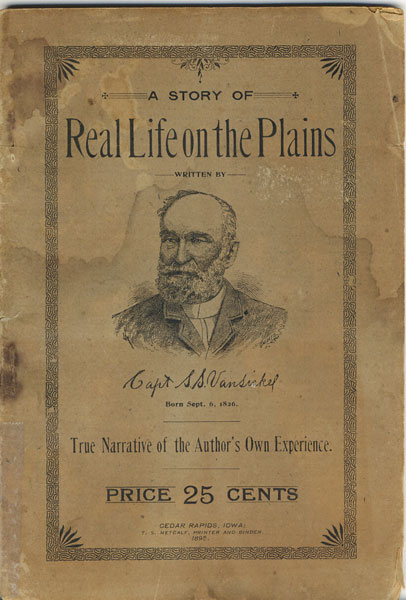 A STORY OF
Real Life on the Plains
WRITTEN BY
Capt S. S. Vansickel
Born Sept. 6, 1826.
True Narrative of the Author's Own Experience.
PRICE 25 CENTS
CEDAR RAPIDS, IOWA:
T. S. METCALF, PRINTER AND BINDER.
1895.